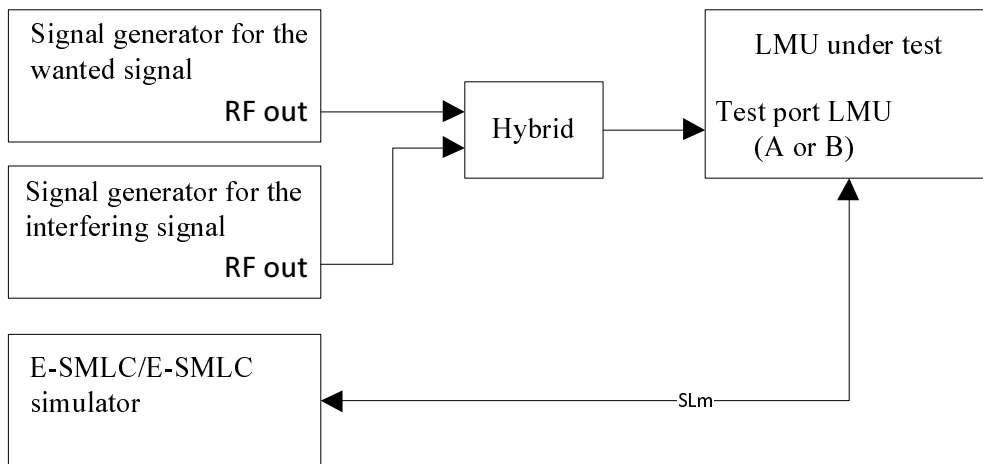 Signal generator for the
wanted signal
RF out
Signal generator for the
interfering signal
RF out
E-SMLC/E-SMLC
simulator
Hybrid
LMU under test
Test port LMU
(A or B)
SLm